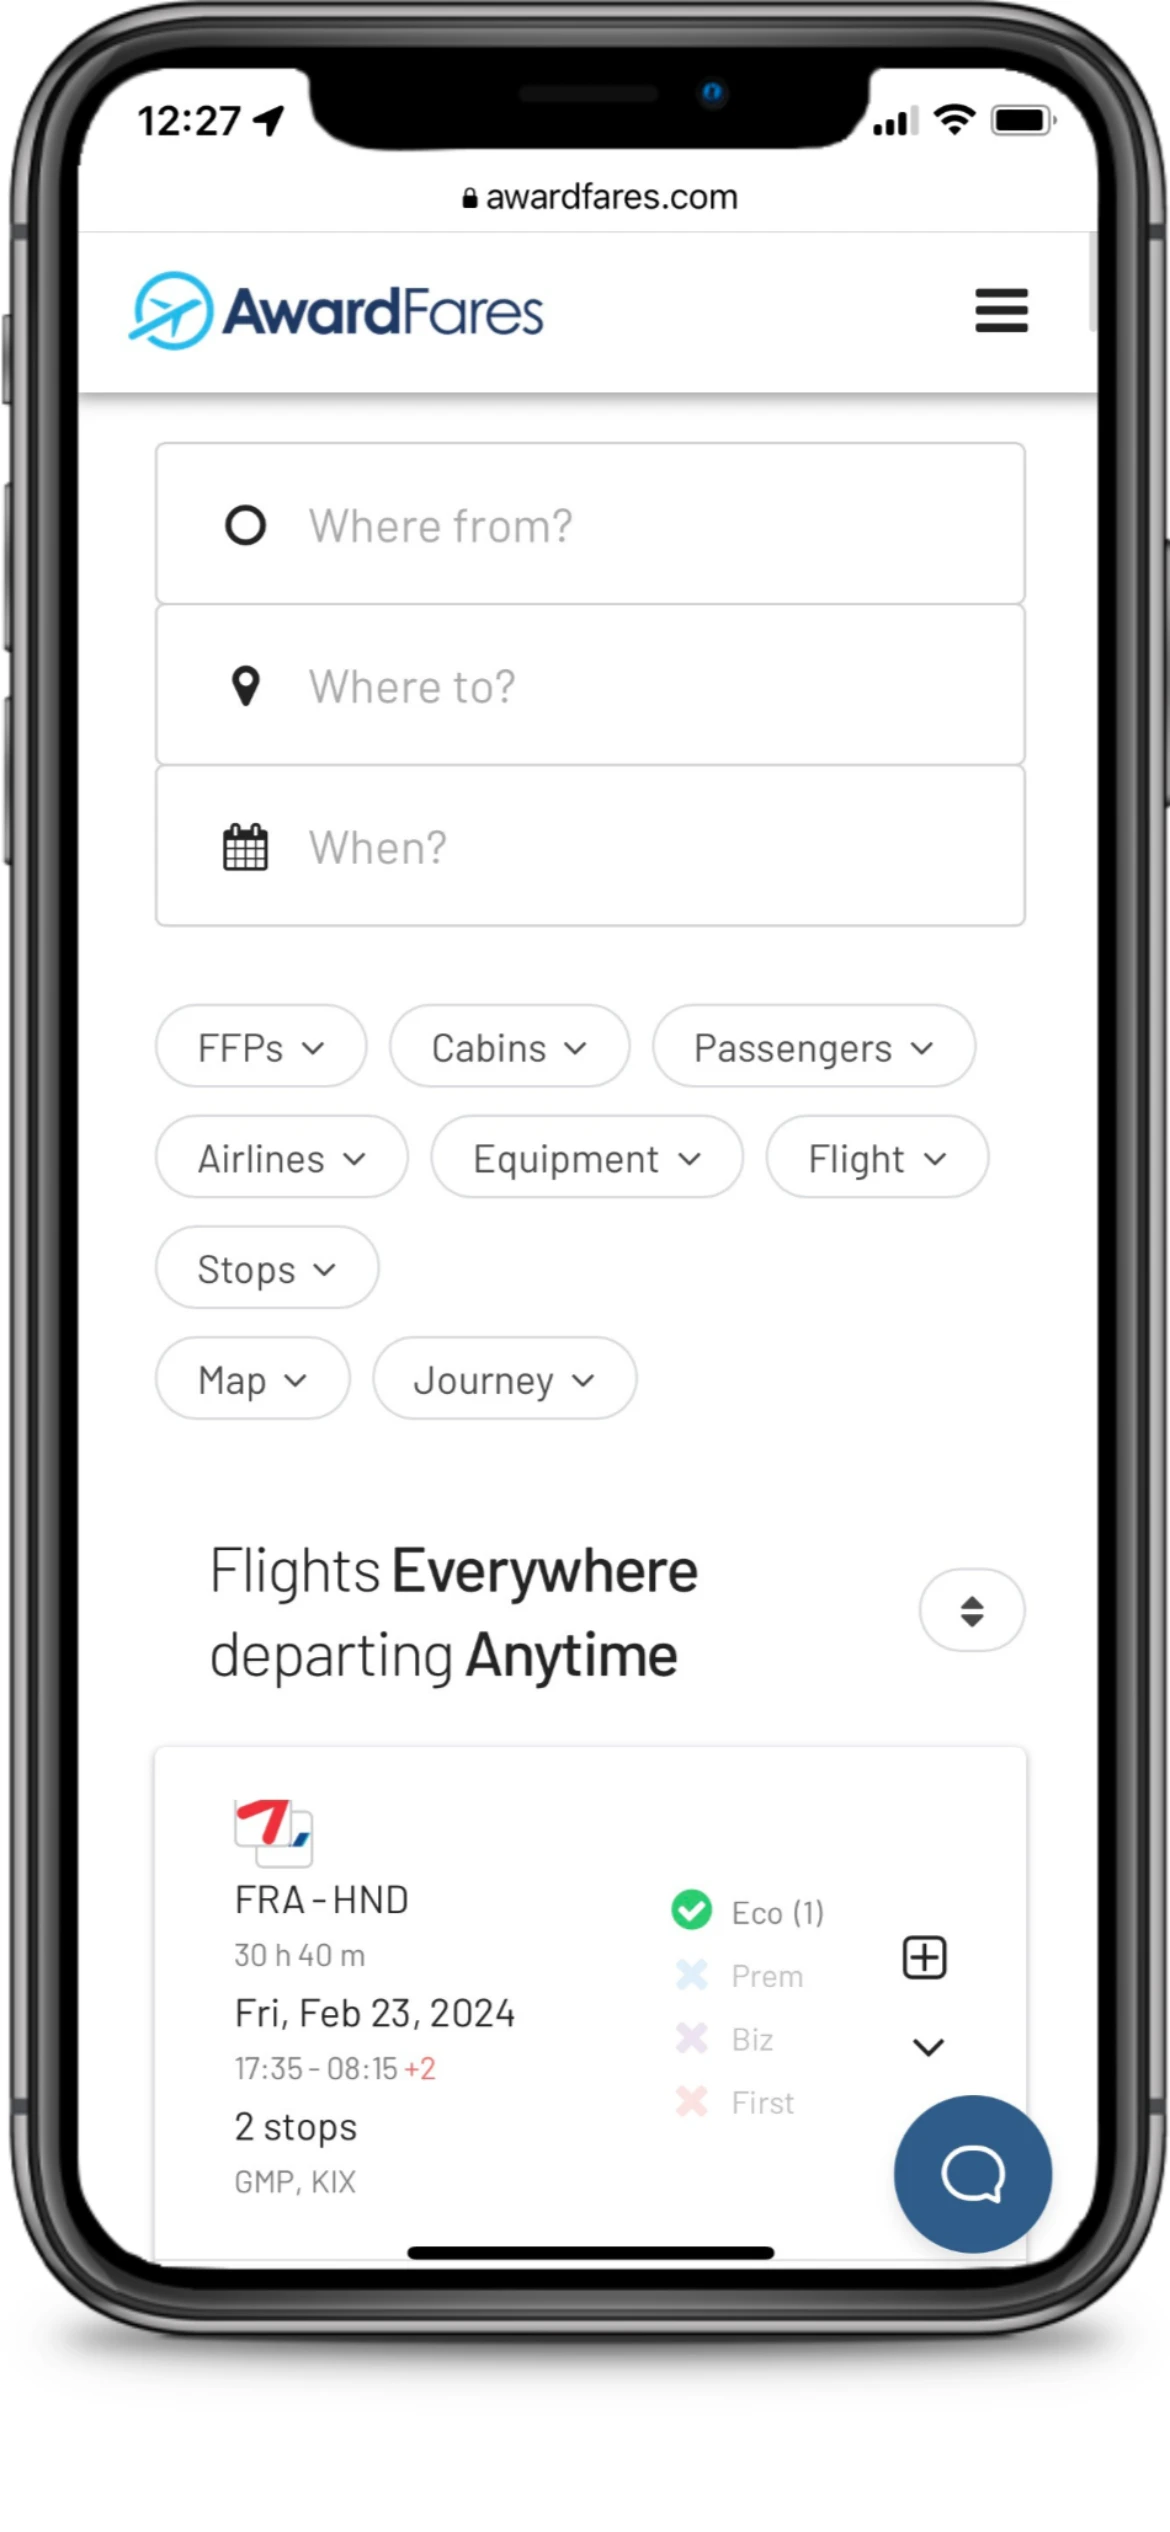 12:27
awardfares.com
AwardFares
Where from?
Where to?
When?
FFPs
Cabins
Passengers
Airlines
Equipment
Flight
Stops
Map
Journey
Flights Everywhere
departing Anytime
FRA - HND
30 h 40 m
Fri, Feb 23, 2024
17:35 - 08:15 +2
2 stops
GMP, KIX
Eco (1)
Prem
Biz
First